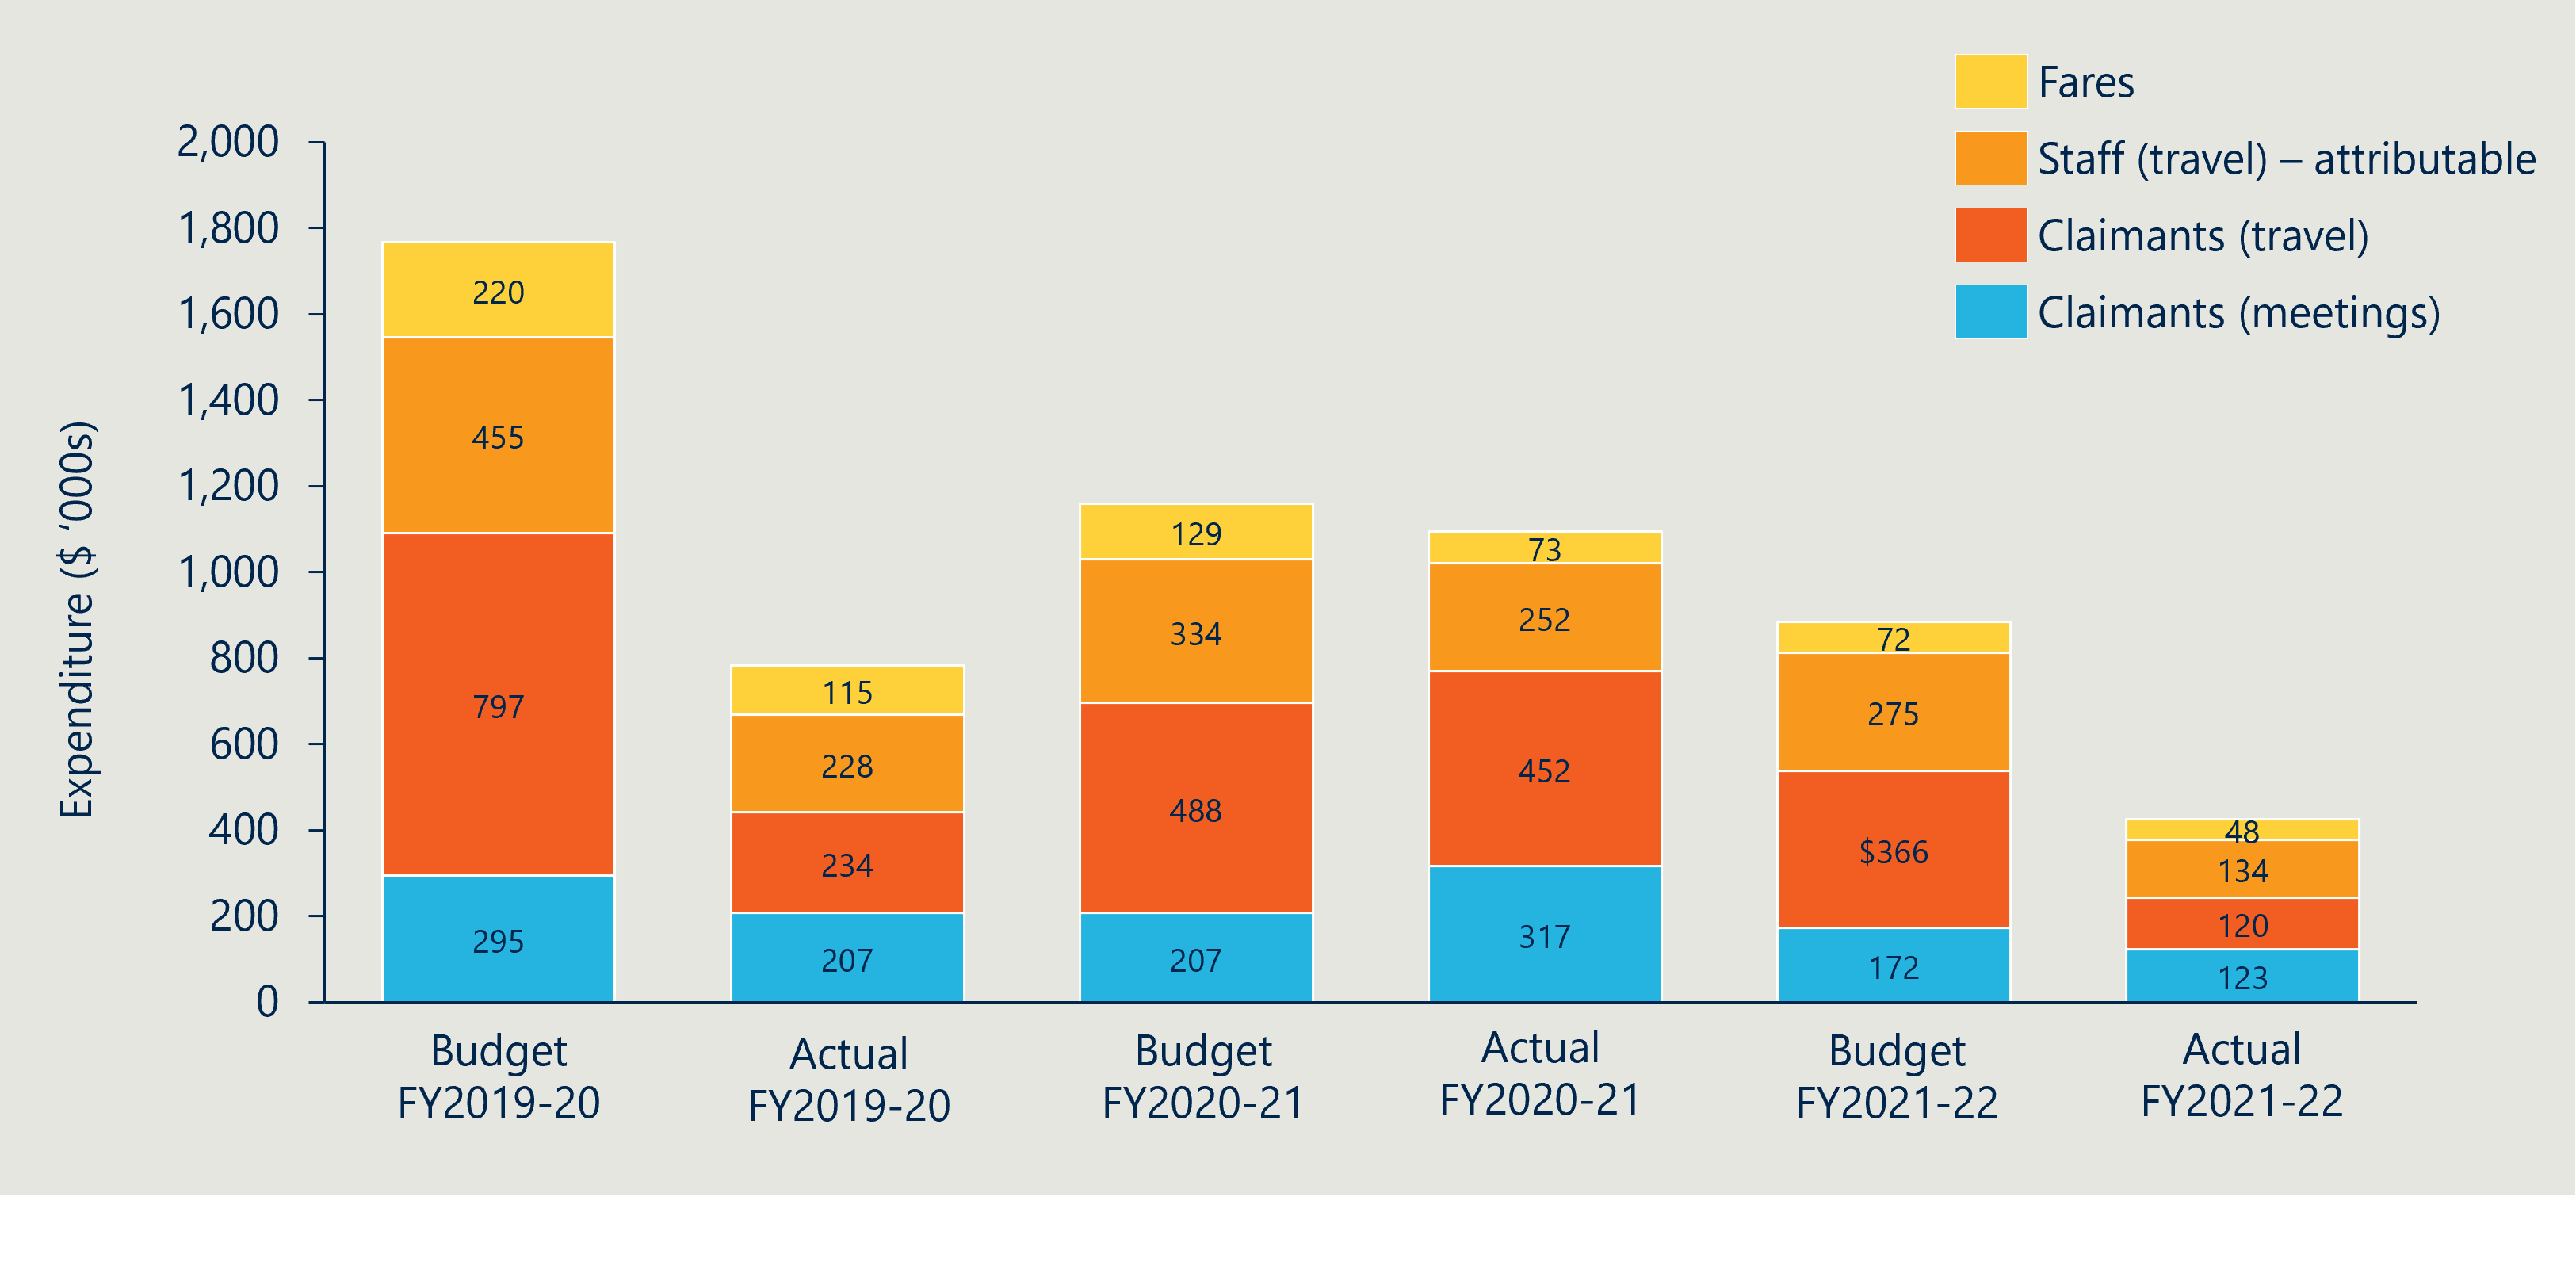 Fares
Staff (travel) – attributable
Claimants (travel)
Claimants (meetings)
Expenditure ($ ‘000s)
2,000
1,800
1,600
1,400
1,200
1,000
800
600
400
200
0
220
455
797
295
115
228
234
207
129
334
488
207
73
252
452
317
72
275
$366
172
48
134
120
123
Budget
FY2019-20
Actual
FY2019-20
Budget
FY2020-21
Actual
FY2020-21
Budget
FY2021-22
Actual
FY2021-22